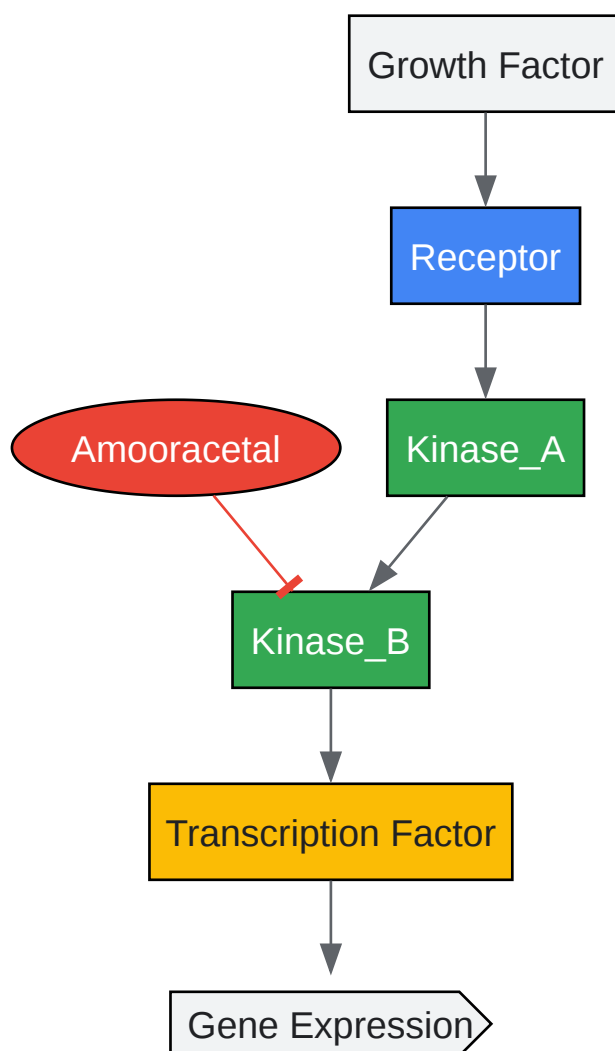 Growth Factor
Receptor
Amooracetal
Kinase_A
Kinase_B
Transcription Factor
Gene Expression